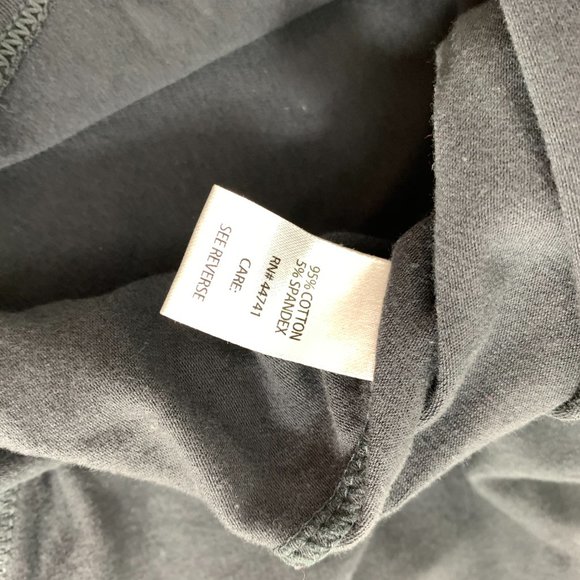 95% COTTON
5% SPANDEX
RN# 44741
CARE:
SEE REVERSE